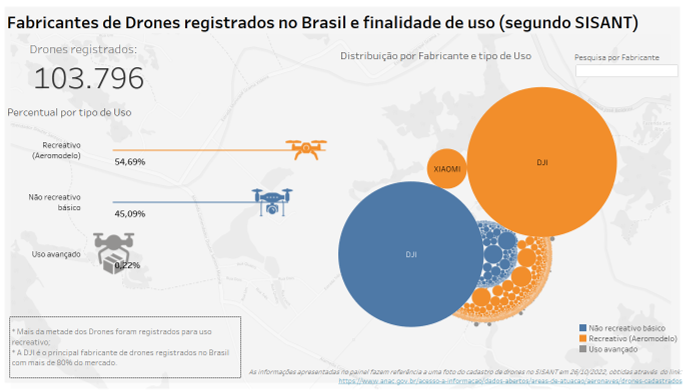 Fabricantes de Drones registrados no Brasil e finalidade de uso (segundo SISANT)
Drones registrados:
103.796
Distribuição por Fabricante e tipo de Uso
Pesquisa por Fabricante
Percentual por tipo de Uso
Recreativo
(Aeromodelo)
54,69%
Não recreativo
básico
45,09%
Uso avançado
0,22%
DJI
XIAOMI
DJI
* Mais da metade dos Drones foram registrados para uso
recreativo;
* A DJI é o principal fabricante de drones registrados no Brasil
com mais de 80% do mercado.
Não recreativo básico
Recreativo (Aeromodelo)
Uso avançado
As informações apresentadas no painel fazem referência a uma foto do cadastro de drones no SISANT em 26/10/2022, obtidas através do link:
https://www.anac.gov.br/acesso-a-informacao/dados-abertos/areas-de-atuacao/aeronaves/drones-cadastrados